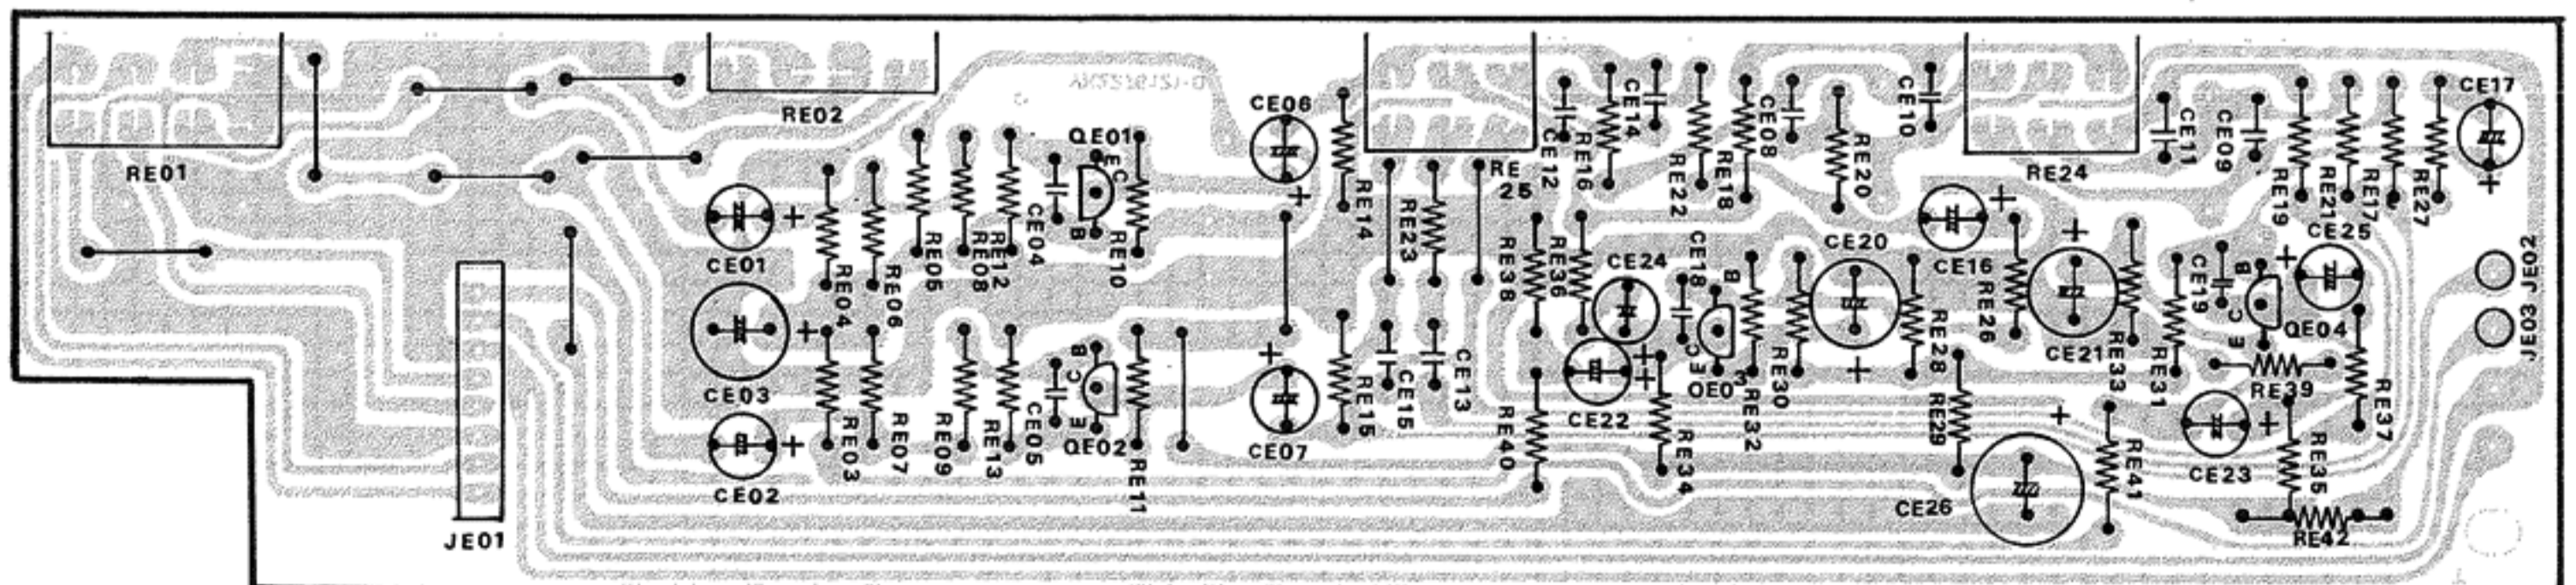 RE01
RE02
QE01
E
C
B
CE06
RE
25
CE12
RE16
CE14
RE22
RE18
CE08
RE20
CE10
RE24
CE11
CE09
RE19
RE21
RE17
RE27
CE17
+
CE01
+
RE04
RE06
RE05
RE08
RE12
CE04
RE10
+
RE14
RE23
RE38
RE36
CE24
+
CE18
B
C
E
QE0
RE32
RE30
CE20
+
RE28
CE16
+
RE26
CE21
+
RE33
RE31
CE19
B
C
E
QE04
CE25
+
JE02
JE03
RE39
RE37
CE03
+
CE02
+
RE03
RE07
RE09
RE13
CE05
B
C
E
QE02
RE11
CE07
+
RE15
CE15
CE13
RE40
CE22
+
RE34
RE29
CE26
+
RE41
CE23
+
RE35
RE42
JE01